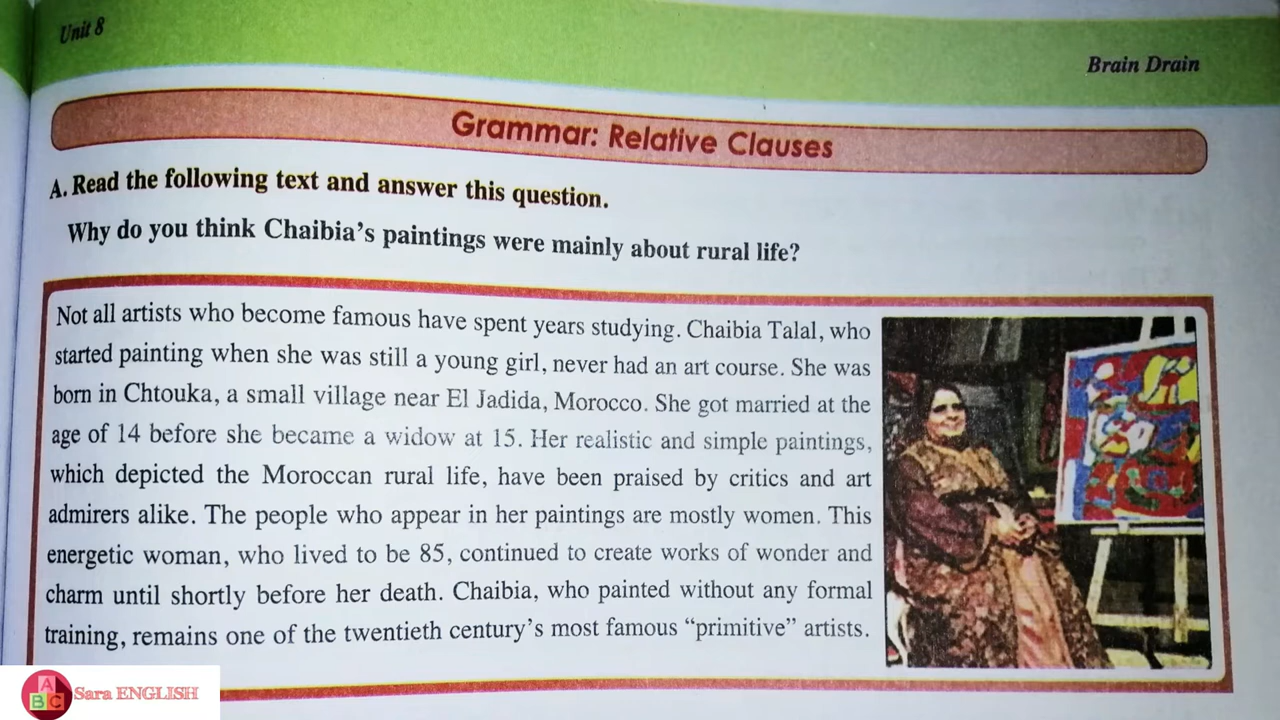 Unit 8
Brain Drain
Grammar: Relative Clauses
A. Read the following text and answer this question.
Why do you think Chaibia's paintings were mainly about rural life?
Not all artists who become famous have spent years studying. Chaibia Talal, who
started painting when she was still a young girl, never had an art course. She was
born in Chtouka, a small village near El Jadida, Morocco. She got married at the
age of 14 before she became a widow at 15. Her realistic and simple paintings,
which depicted the Moroccan rural life, have been praised by critics and art
admirers alike. The people who appear in her paintings are mostly women. This
energetic woman, who lived to be 85, continued to create works of wonder and
charm until shortly before her death. Chaibia, who painted without any formal
training, remains one of the twentieth century's most famous “primitive” artists.
A
B C
Sara ENGLISH